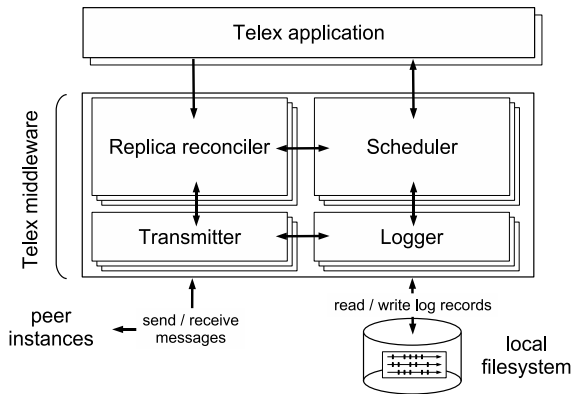 Telex application
Telex middleware
Replica reconciler
Scheduler
Transmitter
Logger
peer
instances
send / receive
messages
read / write log records
local
filesystem